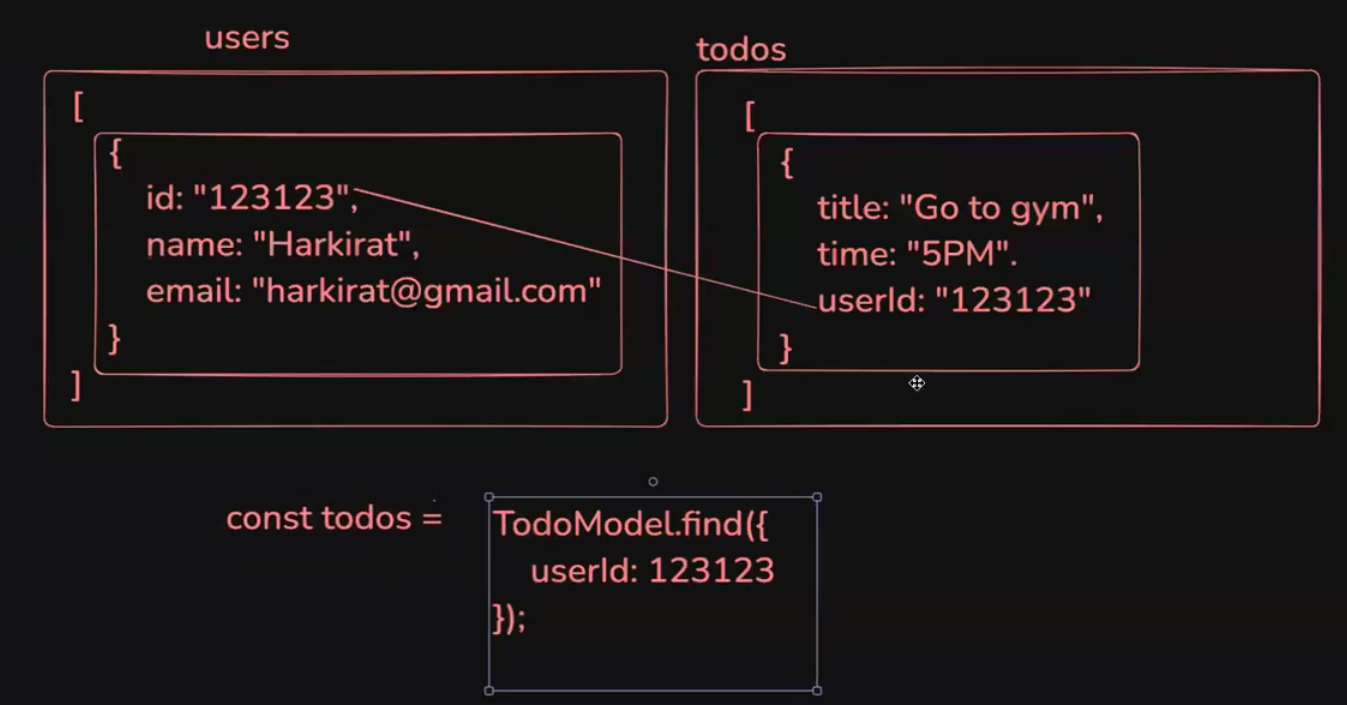 users
[
{
id: "123123",
name: "Harkirat",
email: "harkirat@gmail.com"
}
]
todos
[
{
title: "Go to gym",
time: "5PM".
userId: "123123"
}
]
const todos =
TodoModel.find({
userId: 123123
});